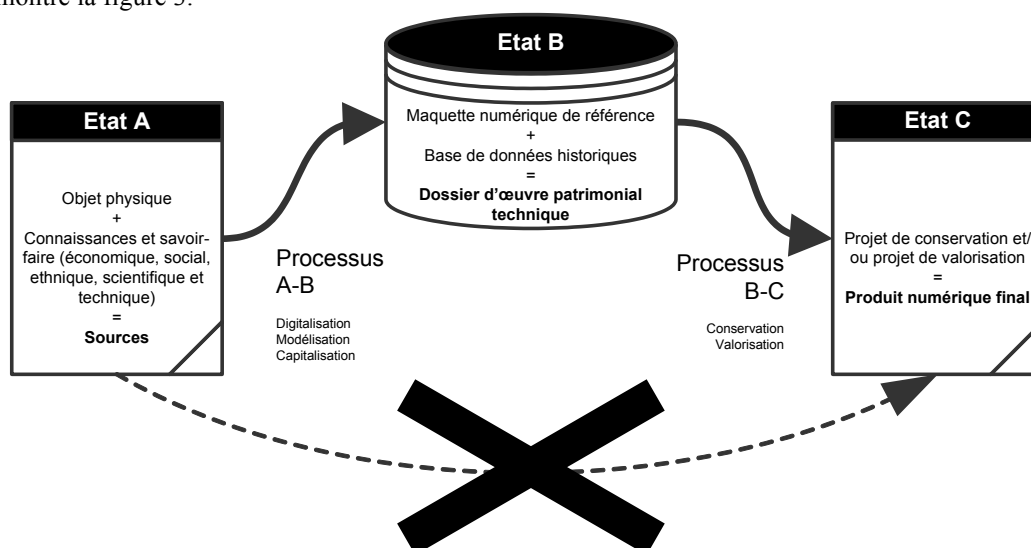 montre la figure 3.
Etat A
Objet physique
+
Connaissances et savoir-
faire (économique, social,
ethnique, scientifique et
technique)
=
Sources
Processus
A-B
Digitalisation
Modélisation
Capitalisation
Etat B
Maquette numérique de référence
+
Base de données historiques
=
Dossier d’œuvre patrimonial
technique
Processus
B-C
Conservation
Valorisation
Etat C
Projet de conservation et/
ou projet de valorisation
=
Produit numérique final